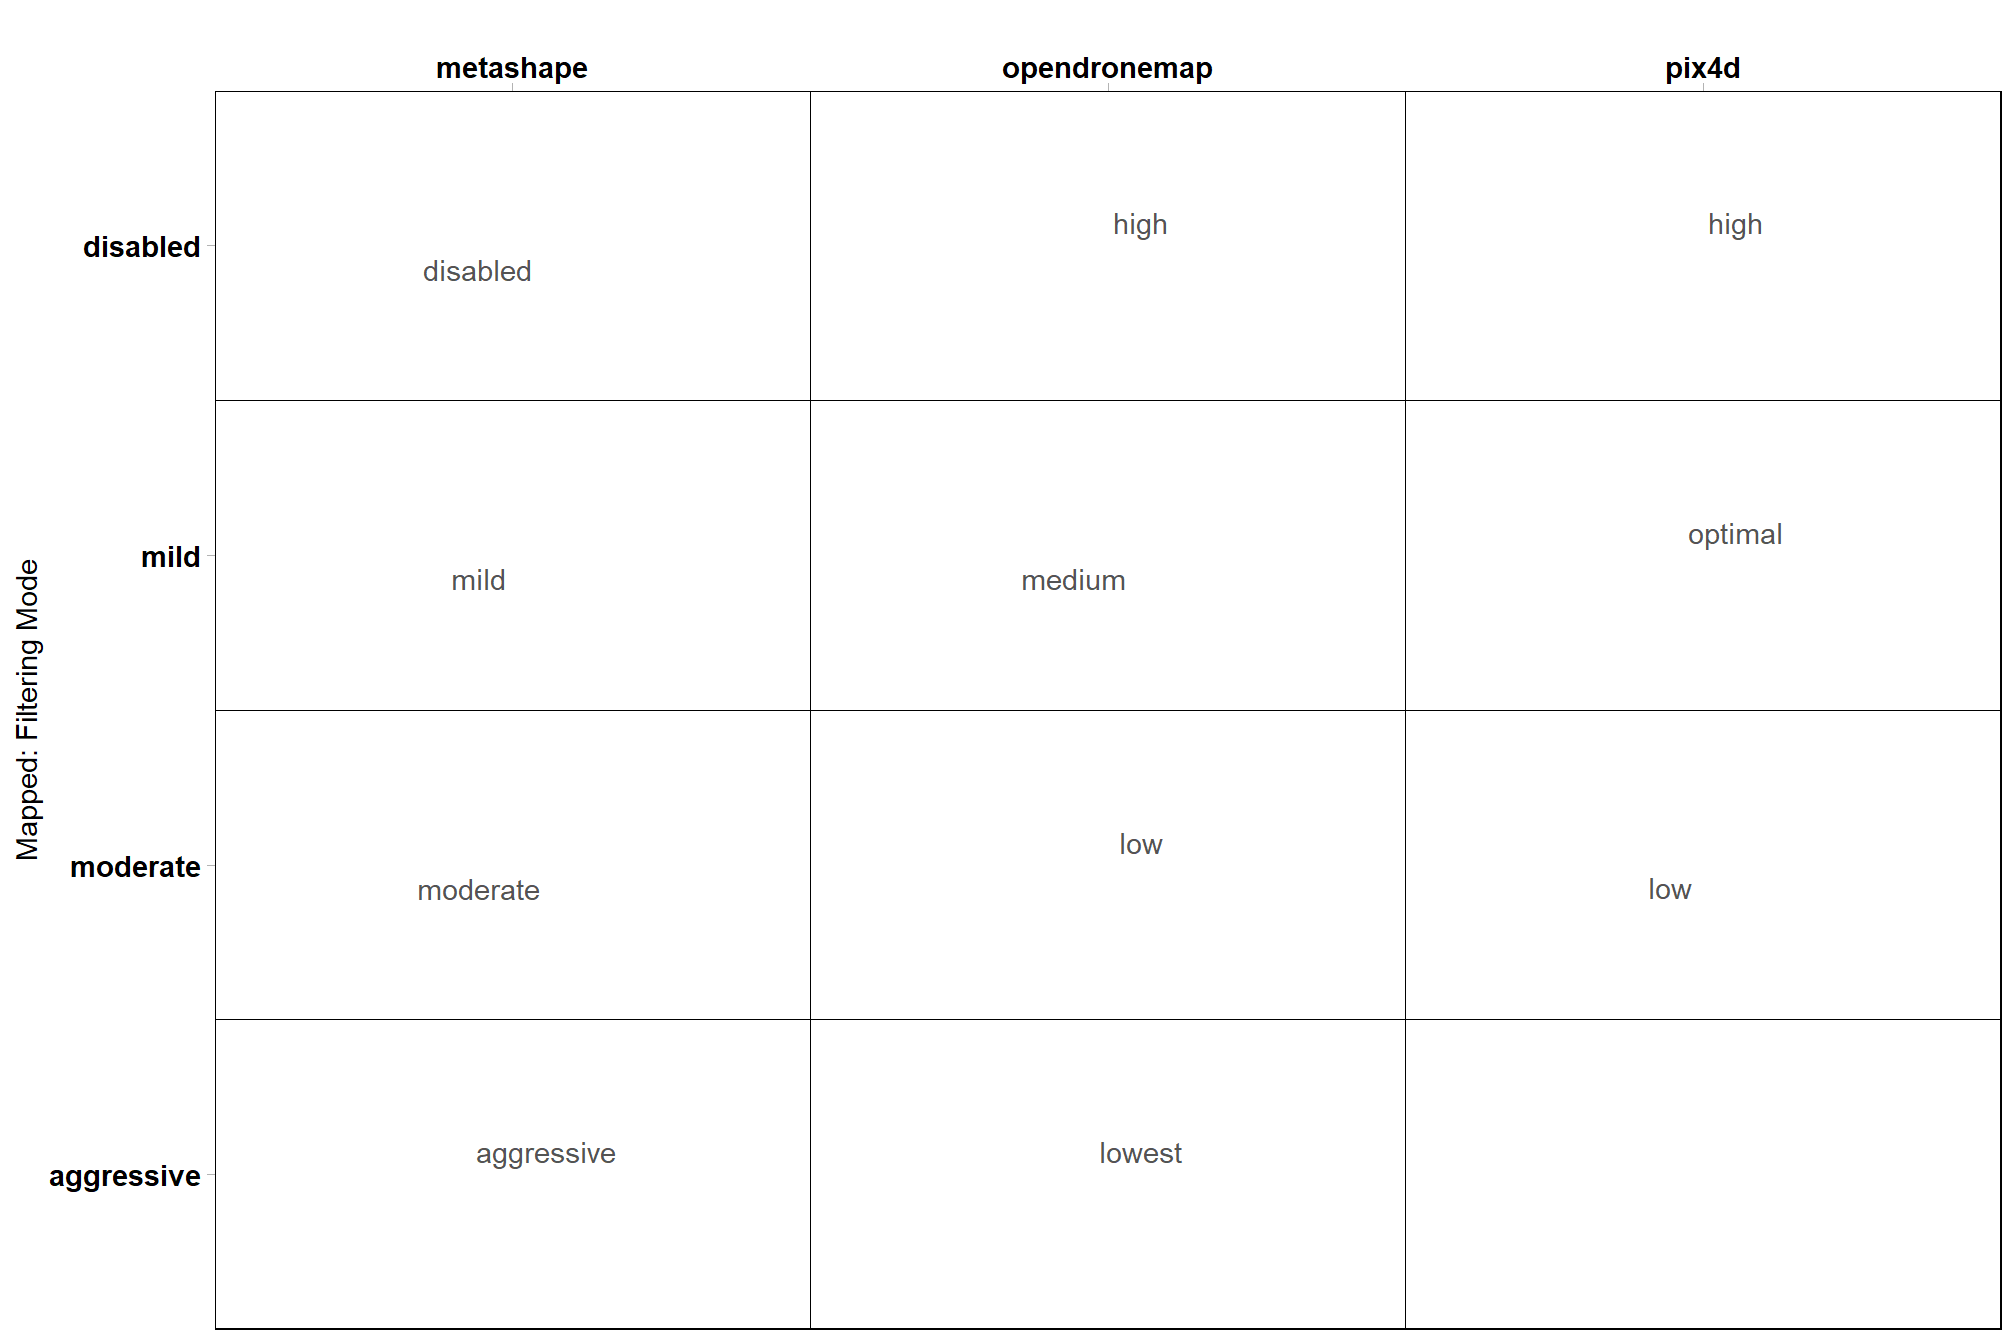 metashape opendronemap pix4d
disabled disabled high high
mild mild medium optimal
moderate moderate low low
aggressive aggressive lowest
Mapped: Filtering Mode